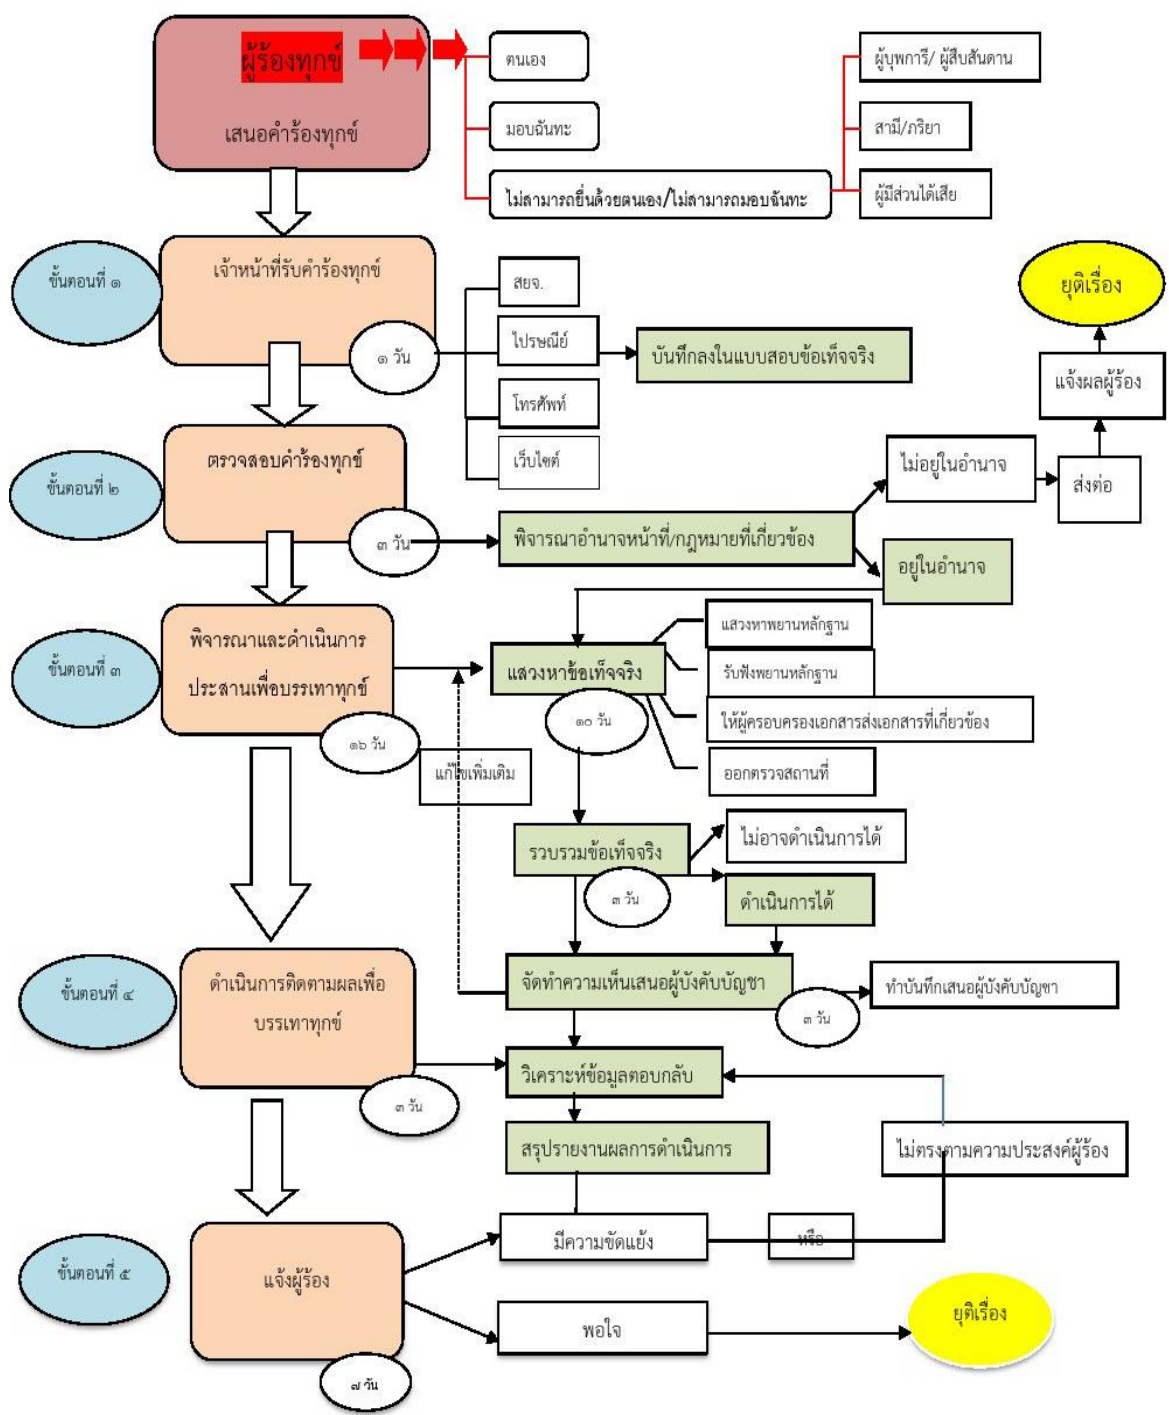 ผู้ร้องทุกข์
เสนอคำร้องทุกข์
ตนเอง
มอบฉันทะ
ไม่สามารถยื่นด้วยตนเอง/ไม่สามารถมอบฉันทะ
ผู้บุพการี/ ผู้สืบสันดาน
สามี/ภริยา
ผู้มีส่วนได้เสีย
ขั้นตอนที่ ๑
เจ้าหน้าที่รับคำร้องทุกข์
๑ วัน
สยจ.
ไปรษณีย์
โทรศัพท์
เว็บไซต์
บันทึกลงในแบบสอบข้อเท็จจริง
ยุติเรื่อง
แจ้งผลผู้ร้อง
ส่งต่อ
ขั้นตอนที่ ๒
ตรวจสอบคำร้องทุกข์
๓ วัน
พิจารณาอำนาจหน้าที่/กฎหมายที่เกี่ยวข้อง
ไม่อยู่ในอำนาจ
อยู่ในอำนาจ
ขั้นตอนที่ ๓
พิจารณาและดำเนินการ
ประสานเพื่อบรรเทาทุกข์
๑๖ วัน
แก้ไขเพิ่มเติม
แสวงหาข้อเท็จจริง
๑๐ วัน
แสวงหาพยานหลักฐาน
รับฟังพยานหลักฐาน
ให้ผู้ครอบครองเอกสารส่งเอกสารที่เกี่ยวข้อง
ออกตรวจสถานที่
รวบรวมข้อเท็จจริง
๓ วัน
ไม่อาจดำเนินการได้
ดำเนินการได้
ขั้นตอนที่ ๔
ดำเนินการติดตามผลเพื่อ
บรรเทาทุกข์
๓ วัน
จัดทำความเห็นเสนอผู้บังคับบัญชา
๓ วัน
ทำบันทึกเสนอผู้บังคับบัญชา
วิเคราะห์ข้อมูลตอบกลับ
สรุปรายงานผลการดำเนินการ
ไม่ตรงตามความประสงค์ผู้ร้อง
ขั้นตอนที่ ๕
แจ้งผู้ร้อง
๗ วัน
มีความขัดแย้ง
หรือ
พอใจ
ยุติเรื่อง